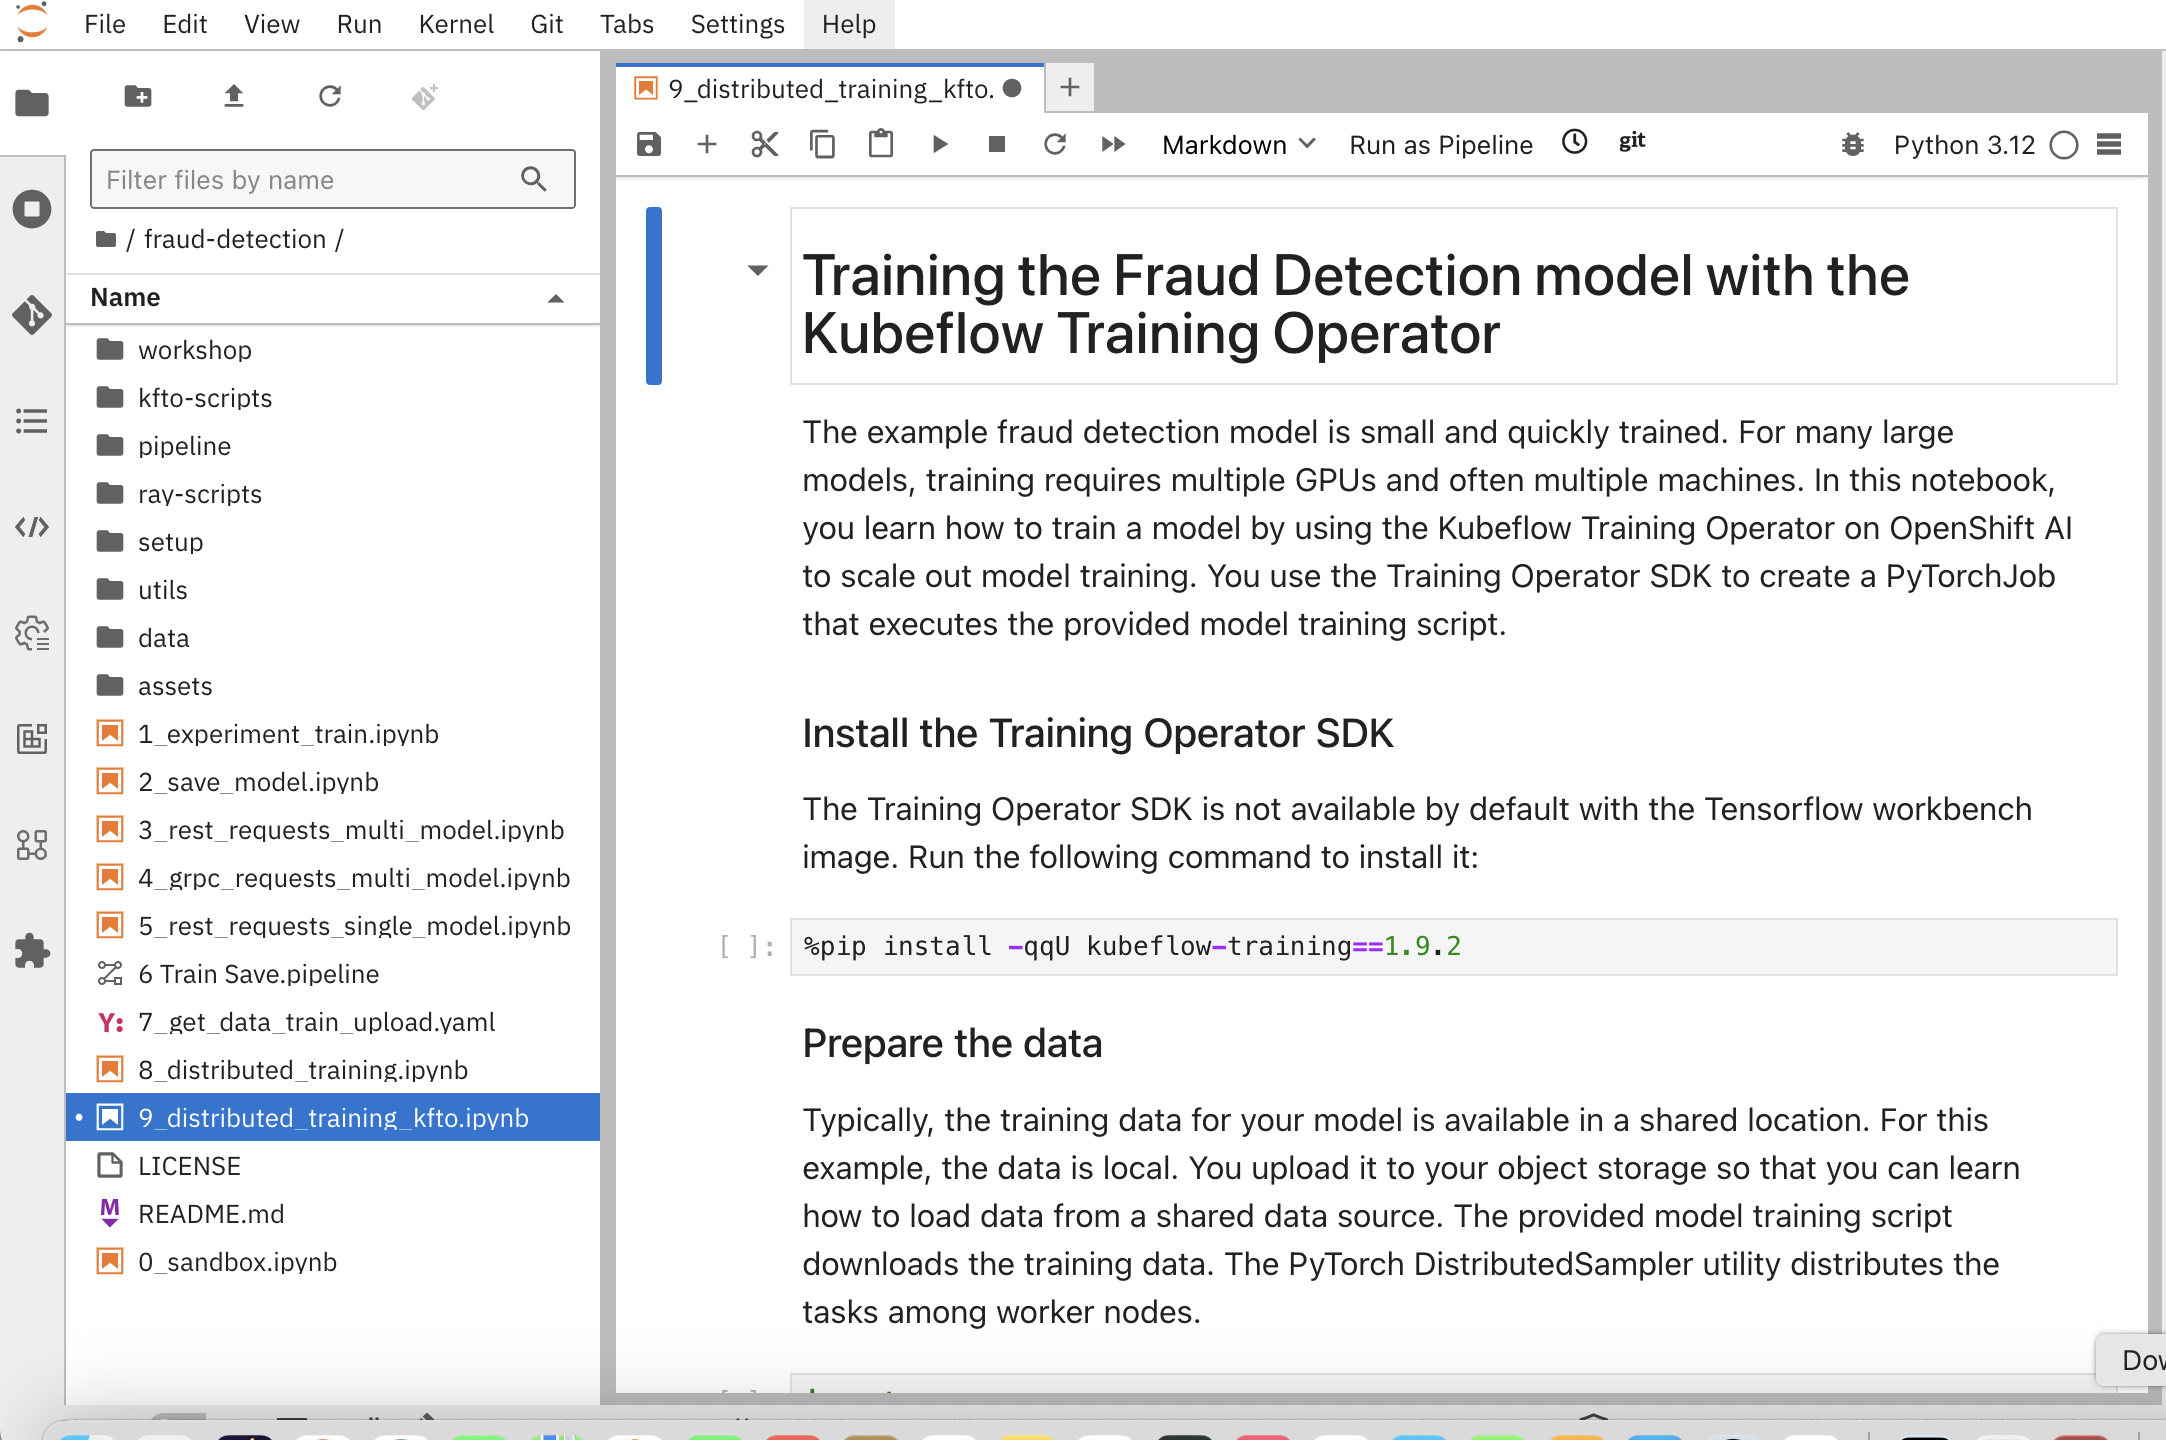 File Edit View Run Kernel Git Tabs Settings Help
Filter files by name
/ fraud-detection /
Name
workshop
kfto-scripts
pipeline
ray-scripts
setup
utils
data
assets
1_experiment_train.ipynb
2_save_model.ipynb
3_rest_requests_multi_model.ipynb
4_grpc_requests_multi_model.ipynb
5_rest_requests_single_model.ipynb
6 Train Save.pipeline
Y: 7_get_data_train_upload.yaml
8_distributed_training.ipynb
9_distributed_training_kfto.ipynb
LICENSE
M README.md
0_sandbox.ipynb
9_distributed_training_kfto.
Markdown Run as Pipeline git Python 3.12
Training the Fraud Detection model with the
Kubeflow Training Operator
The example fraud detection model is small and quickly trained. For many large
models, training requires multiple GPUs and often multiple machines. In this notebook,
you learn how to train a model by using the Kubeflow Training Operator on OpenShift AI
to scale out model training. You use the Training Operator SDK to create a PyTorchJob
that executes the provided model training script.
Install the Training Operator SDK
The Training Operator SDK is not available by default with the Tensorflow workbench
image. Run the following command to install it:
[ ]: %pip install -qqU kubeflow-training==1.9.2
Prepare the data
Typically, the training data for your model is available in a shared location. For this
example, the data is local. You upload it to your object storage so that you can learn
how to load data from a shared data source. The provided model training script
downloads the training data. The PyTorch DistributedSampler utility distributes the
tasks among worker nodes.